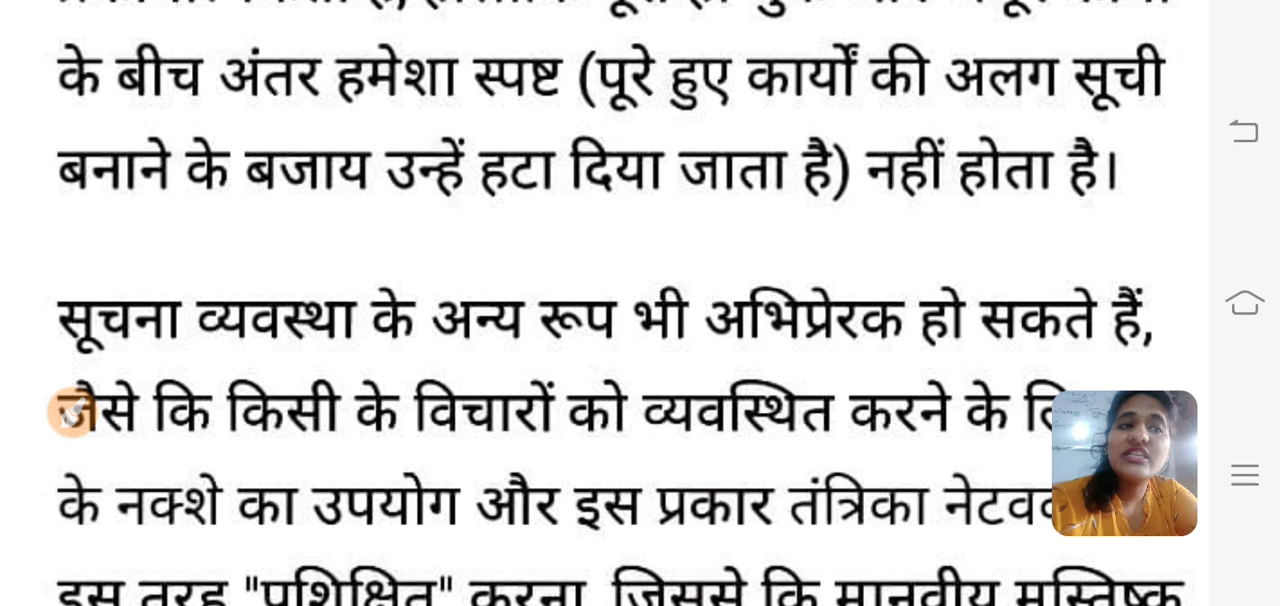 के बीच अंतर हमेशा स्पष्ट (पूरे हुए कार्यों की अलग सूची
बनाने के बजाय उन्हें हटा दिया जाता है) नहीं होता है।
सूचना व्यवस्था के अन्य रूप भी अभिप्रेरक हो सकते हैं,
जैसे कि किसी के विचारों को व्यवस्थित करने के
के नक्शे का उपयोग और इस प्रकार तंत्रिका
इस तरह "प्रशिक्षित" करना, जिससे कि मानवीय मस्तिष्क